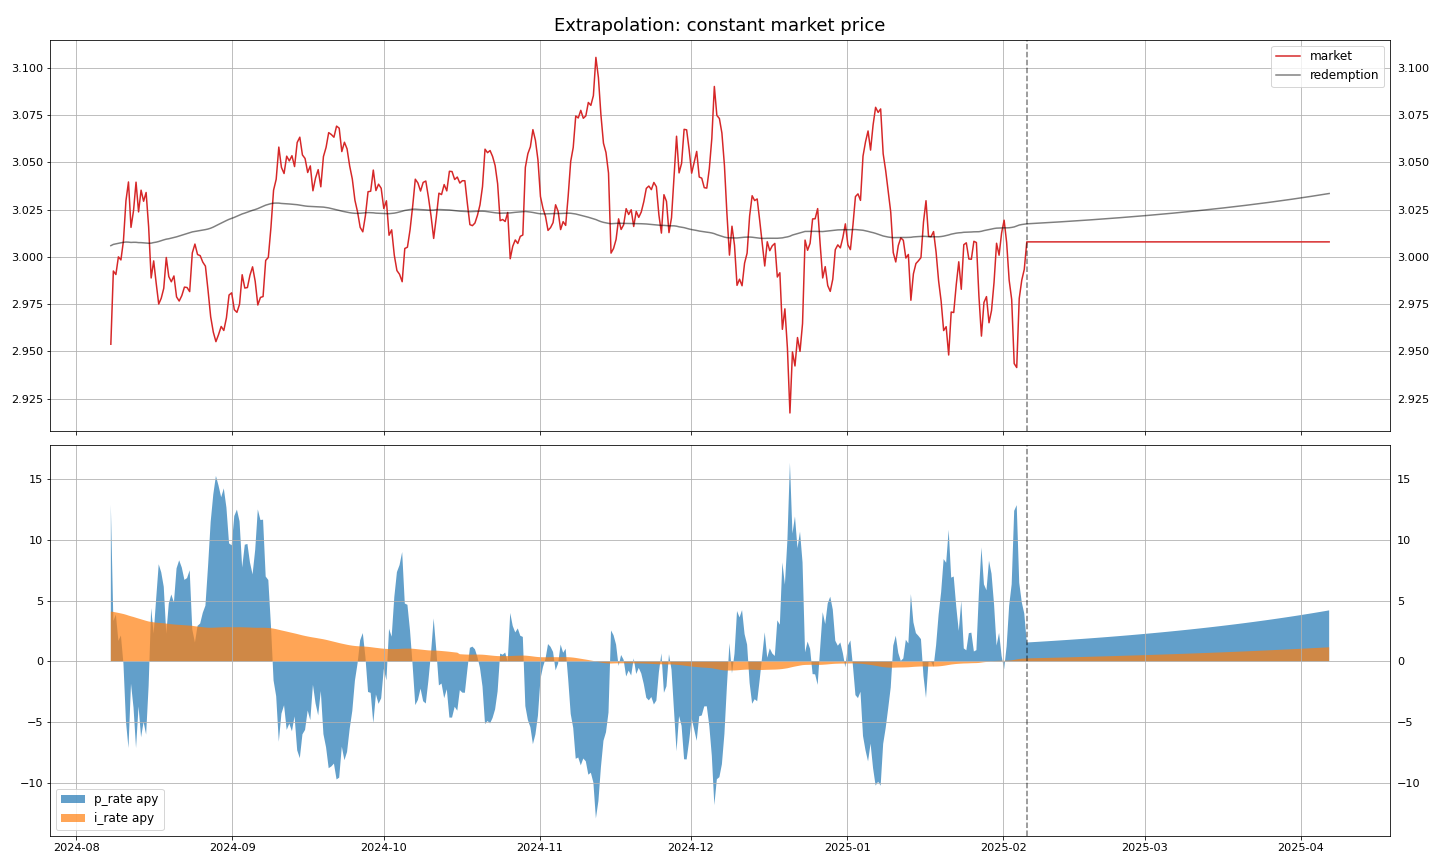 Extrapolation: constant market price
market
redemption
3.100 3.100
3.075 3.075
3.050 3.050
3.025 3.025
3.000 3.000
2.975 2.975
2.950 2.950
2.925 2.925
15 15
10 10
5 5
0 0
−5 −5
−10 −10
p_rate apy
i_rate apy
2024-08 2024-09 2024-10 2024-11 2024-12 2025-01 2025-02 2025-03 2025-04